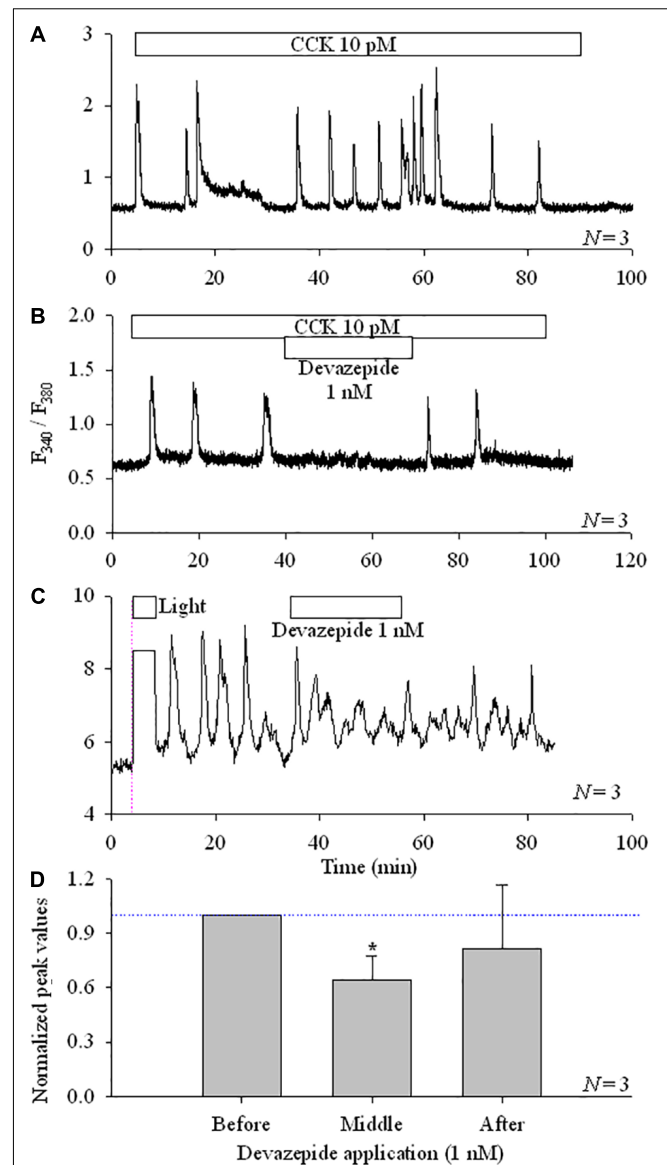 A
3
CCK 10 pM
2
1
0
N = 3
0 20 40 60 80 100
B
2.0
CCK 10 pM
1.5
Devazepide
1 nM
F340 / F380
1.0
0.5
0.0
N = 3
0 20 40 60 80 100 120
C
10
Light
Devazepide 1 nM
8
6
4
N = 3
0 20 40 60 80 100
Time (min)
D
1.2
Normalized peak values
0.9
*
0.6
0.3
0.0
N = 3
Before Middle After
Devazepide application (1 nM)